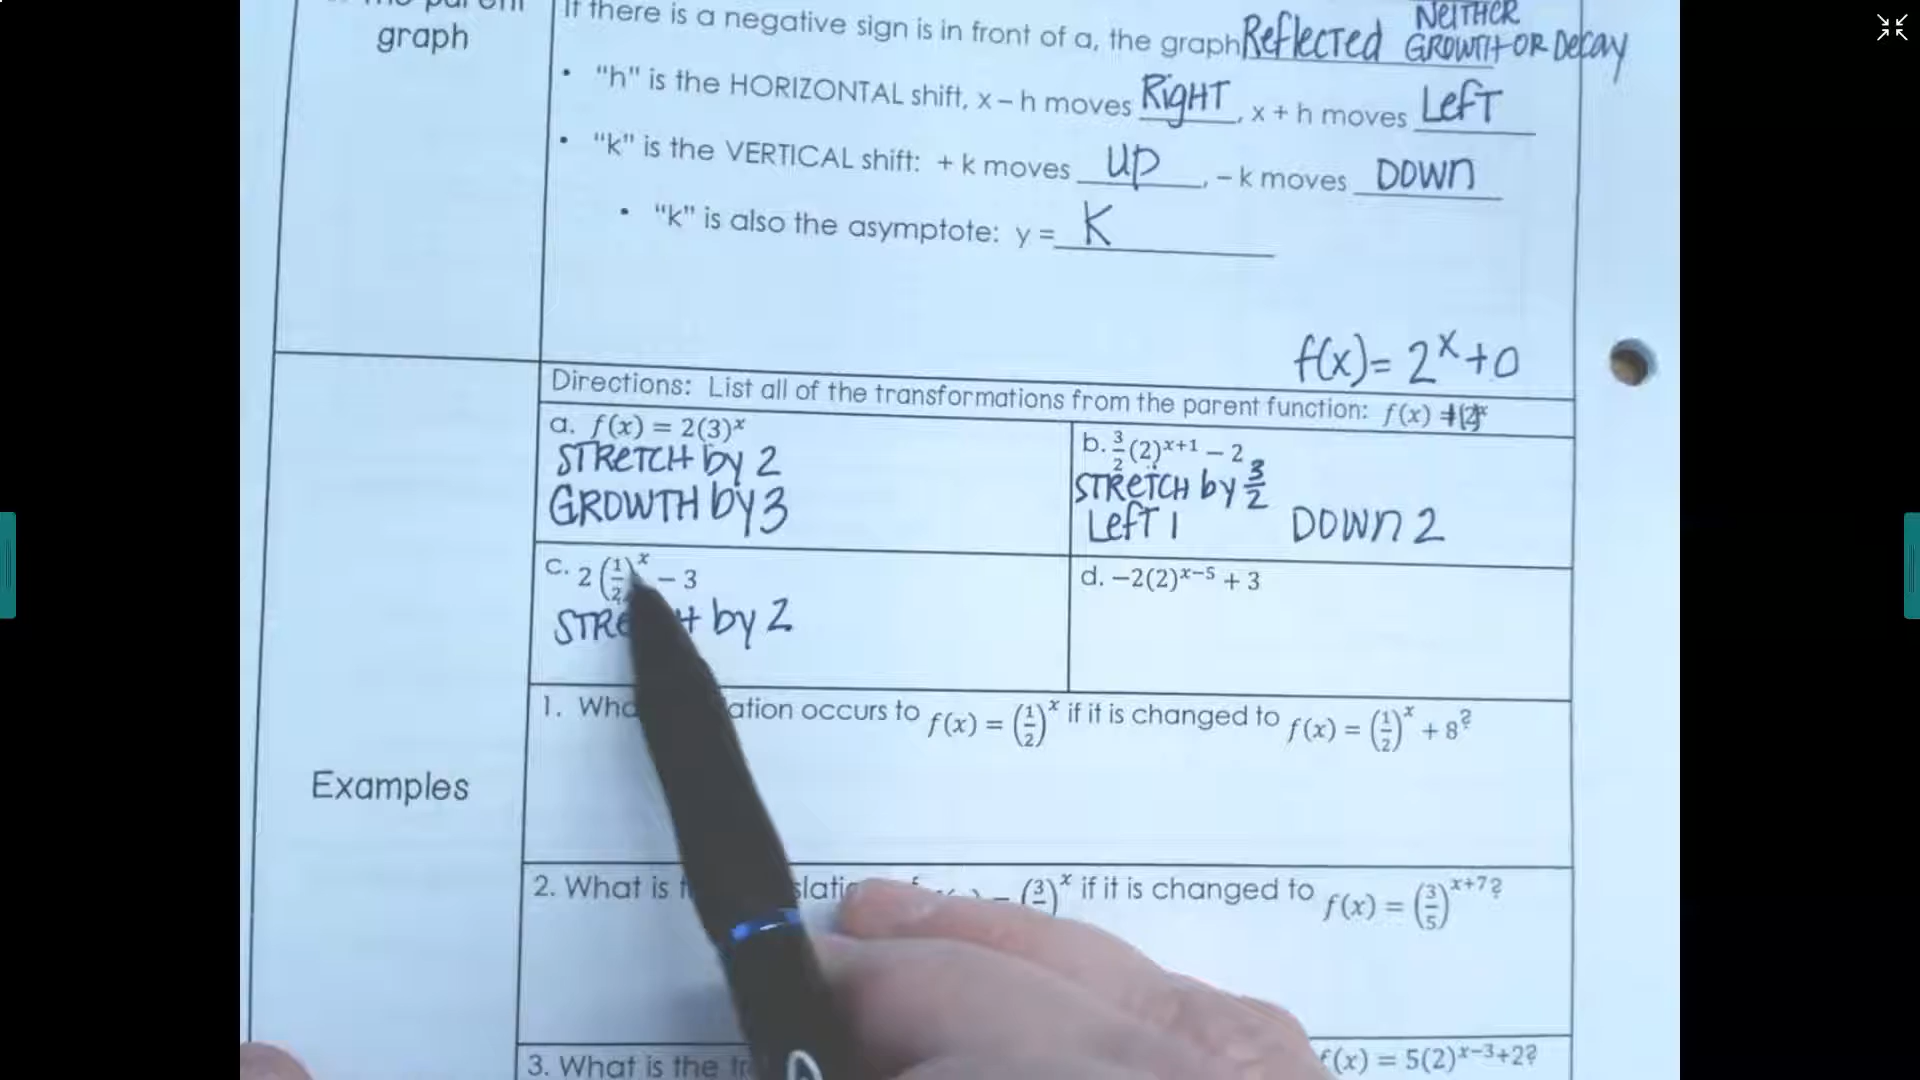 graph
If there is a negative sign is in front of a, the graph Reflected NEITHER GROWTH OR Decay
• "h" is the HORIZONTAL shift, x – h moves RigHT, x + h moves LefT
• "k" is the VERTICAL shift: + k moves UP, – k moves DOWN
• "k" is also the asymptote: y = K
f(x) = 2^x + 0
Directions: List all of the transformations from the parent function: f(x) =
a. f(x) = 2(3)^x
STRETCH by 2
GROWTH by 3
b. 3/2 (2)^x+1 – 2
STRETCH by 3/2
LefT 1 DOWN 2
c. 2(1/2)^x – 3
by 2
d. –2(2)^x–5 + 3
Examples
1. ation occurs to f(x) = (1/2)^x if it is changed to f(x) = (1/2)^x + 8?
2. What is if it is changed to f(x) = (3/5)^x+7?
3. What is the f(x) = 5(2)^x–3+2?